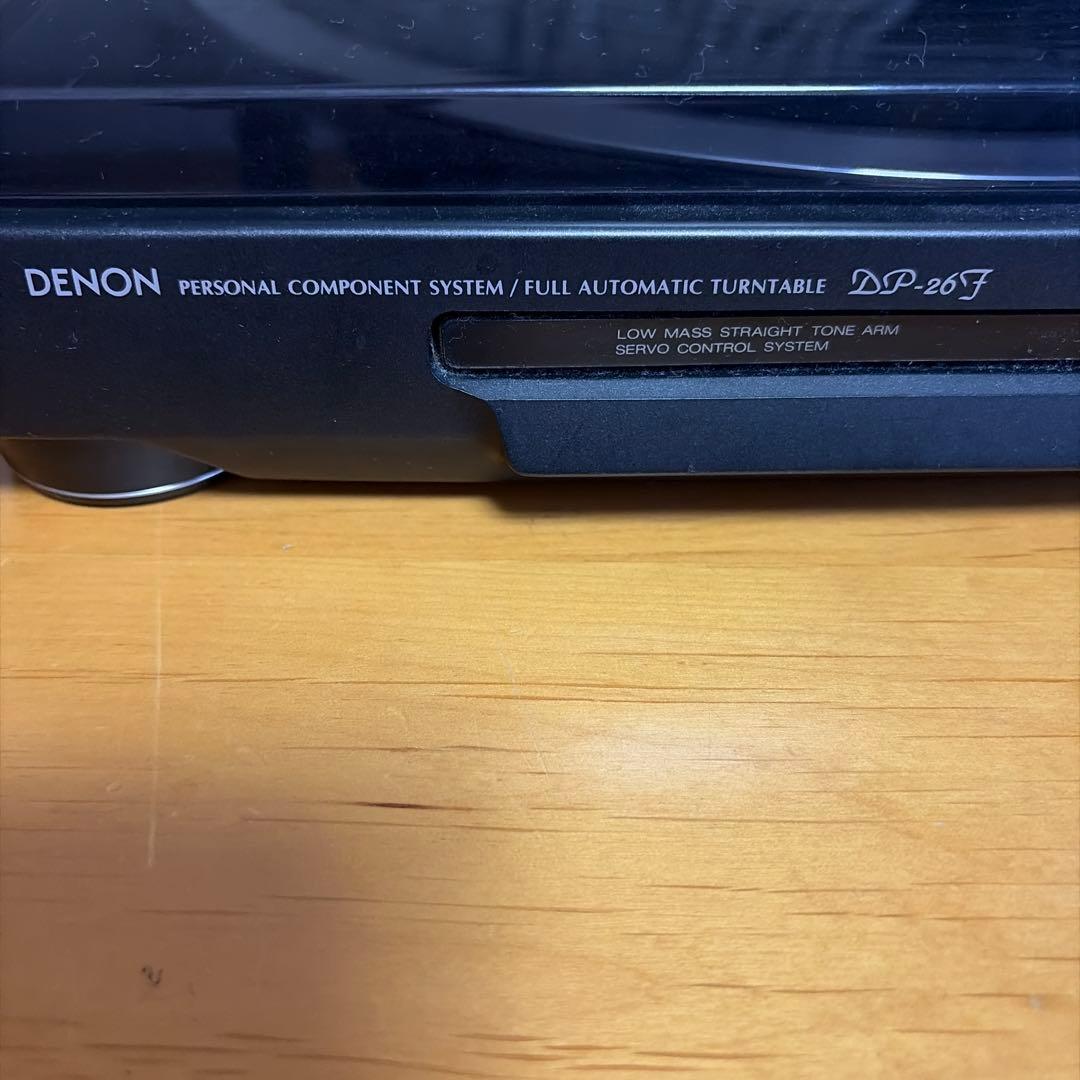 DENON PERSONAL COMPONENT SYSTEM / FULL AUTOMATIC TURNTABLE DP-26F
LOW MASS STRAIGHT TONE ARM
SERVO CONTROL SYSTEM